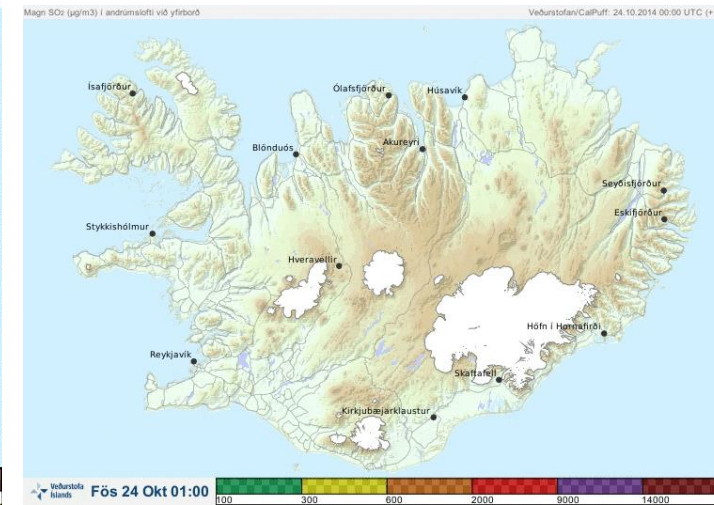 Magn SO₂ (µg/m3) í andrúmslofti við yfirborð
Veðurstofan/CalPuff: 24.10.2014 00:00 UTC (+
Ísafjörður
Ólafsfjörður
Húsavík
Blönduós
Akureyri
Seyðisfjörður
Eskifjörður
Stykkishólmur
Hveravellir
Höfn í Hornafirði
Reykjavík
Skaftafell
Kirkjubæjarklaustur
Veðurstofa
Íslands
Fös 24 Okt 01:00
100 300 600 2000 9000 14000